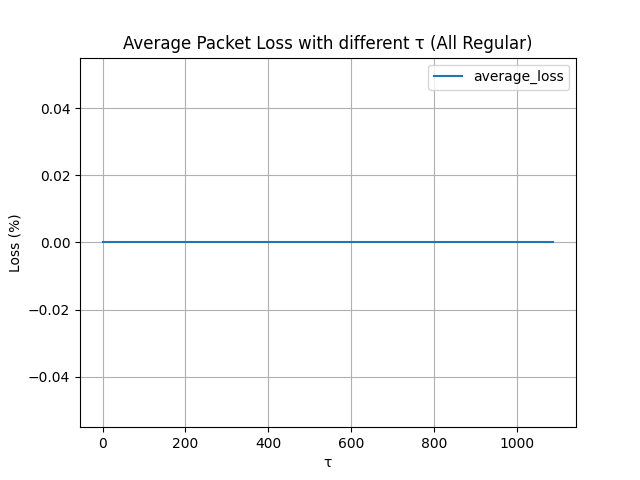 Average Packet Loss with different τ (All Regular)
average_loss
Loss (%)
0.04
0.02
0.00
−0.02
−0.04
0 200 400 600 800 1000
τ